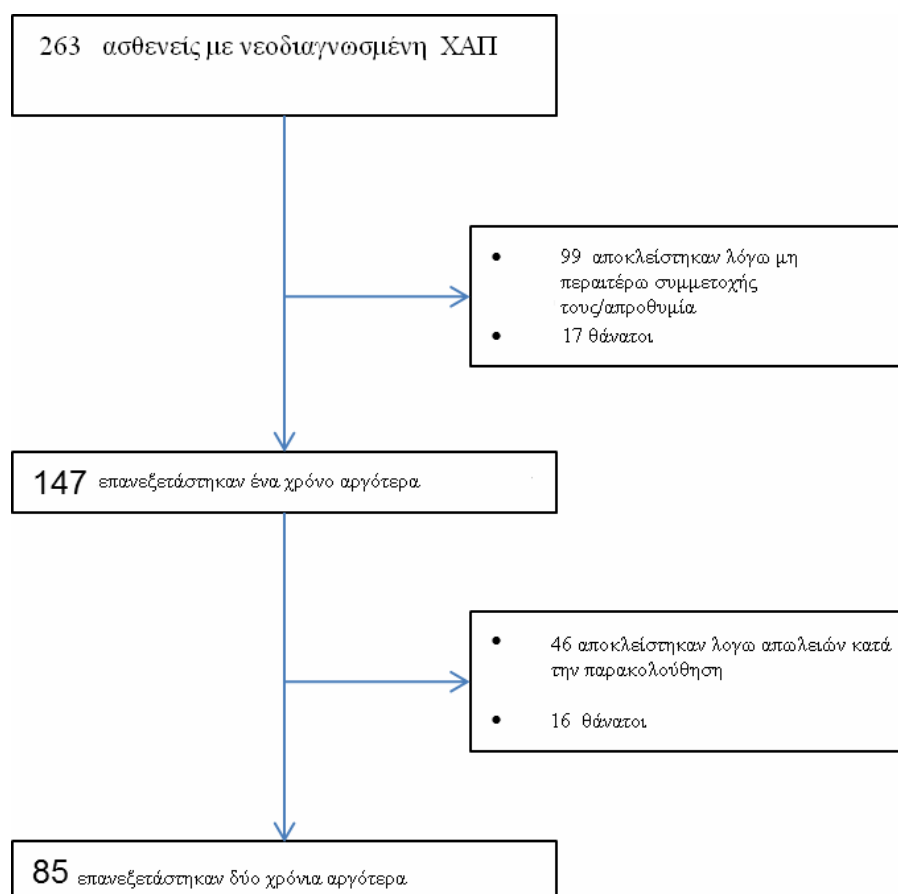 263 ασθενείς με νεοδιαγνωσμένη ΧΑΠ
• 99 αποκλείστηκαν λόγω μη
περαιτέρω συμμετοχής
τους/απροθυμία
• 17 θάνατοι
147 επανεξετάστηκαν ένα χρόνο αργότερα
• 46 αποκλείστηκαν λογω απωλειών κατά
την παρακολούθηση
• 16 θάνατοι
85 επανεξετάστηκαν δύο χρόνια αργότερα